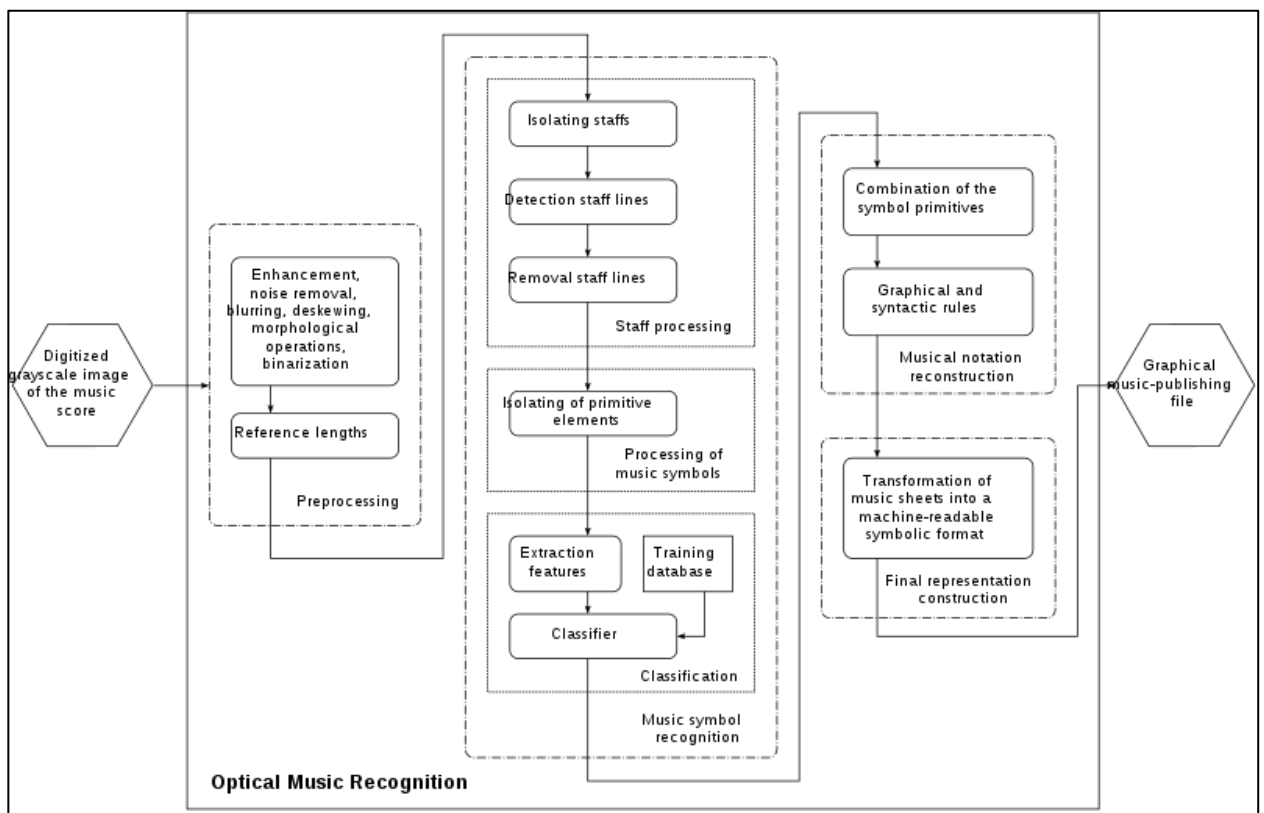 Digitized
grayscale image
of the music
score
Enhancement,
noise removal,
blurring, deskewing,
morphological
operations,
binarization
Reference lengths
Preprocessing
Isolating staffs
Detection staff lines
Removal staff lines
Staff processing
Isolating of primitive
elements
Processing of
music symbols
Extraction
features
Training
database
Classifier
Classification
Music symbol
recognition
Combination of the
symbol primitives
Graphical and
syntactic rules
Musical notation
reconstruction
Transformation of
music sheets into a
machine-readable
symbolic format
Final representation
construction
Graphical
music-publishing
file
Optical Music Recognition